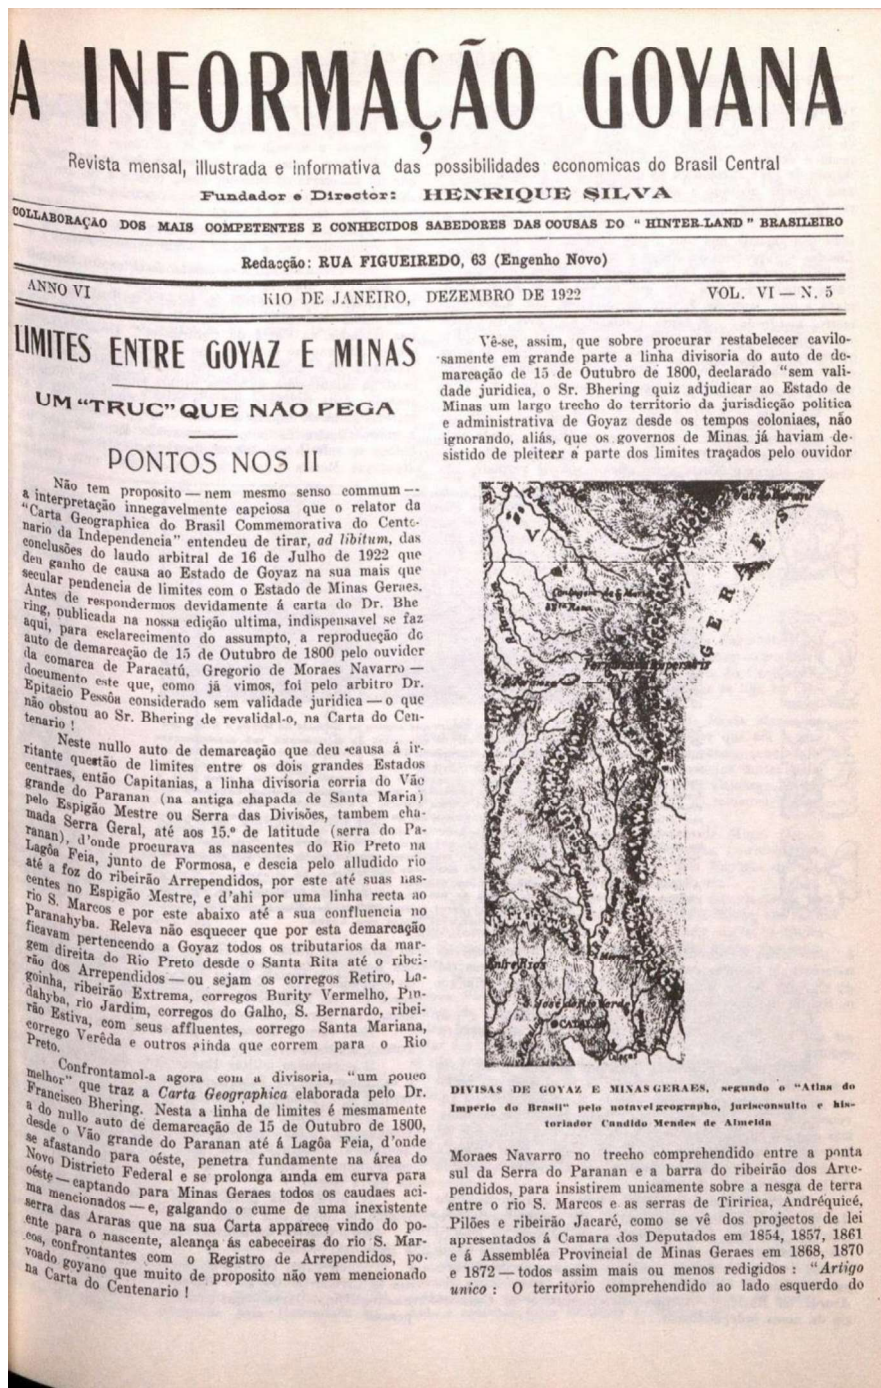 A INFORMAÇÃO GOYANA
Revista mensal, illustrada e informativa das possibilidades economicas do Brasil Central
Fundador e Director: HENRIQUE SILVA
COLLABORAÇÃO DOS MAIS COMPETENTES E CONHECIDOS SABEDORES DAS COUSAS DO "HINTER-LAND" BRASILEIRO
Redacção: RUA FIGUEIREDO, 63 (Engenho Novo)
ANNO VI RIO DE JANEIRO, DEZEMBRO DE 1922 VOL. VI — N. 5
LIMITES ENTRE GOYAZ E MINAS
UM "TRUC" QUE NÃO PEGA
PONTOS NOS II
Não tem proposito — nem mesmo senso commum —
a interpretação innegavelmente capciosa que o relator da
"Carta Geographica do Brasil Commemorativa do Cente-
nario da Independencia" entendeu de tirar, ad libitum, das
conclusões do laudo arbitral de 16 de Julho de 1922 que
deu ganho de causa ao Estado de Goyaz na sua mais que
secular pendencia de limites com o Estado de Minas Geraes.
Antes de respondermos devidamente á carta do Dr. Bhe
ring, publicada na nossa edição ultima, indispensavel se faz
aqui, para esclarecimento do assumpto, a reproducção do
auto de demarcação de 15 de Outubro de 1800 pelo ouvidor
da comarca de Paracatú, Gregorio de Moraes Navarro —
documento este que, como já vimos, foi pelo arbitro Dr.
Epitacio Pessôa considerado sem validade juridica — o que
não obstou ao Sr. Bhering de revalidal-o, na Carta do Cen-
tenario !
Neste nullo auto de demarcação que deu causa á ir-
ritante questão de limites entre os dois grandes Estados
centraes, então Capitanias, a linha divisoria corria do Vão
grande do Paranan (na antiga chapada de Santa Maria)
pelo Espigão Mestre ou Serra das Divisões, tambem cha-
mada Serra Geral, até aos 15.º de latitude (serra do Pa-
ranan), d'onde procurava as nascentes do Rio Preto na
Lagôa Feia, junto de Formosa, e descia pelo alludido rio
até a foz do ribeirão Arrependidos, por este até suas nas-
centes no Espigão Mestre, e d'ahi por uma linha recta ao
rio S. Marcos e por este abaixo até a sua confluencia no
Paranahyba. Releva não esquecer que por esta demarcação
ficavam pertencendo a Goyaz todos os tributarios da mar-
gem direita do Rio Preto desde o Santa Rita até o ribei-
rão dos Arrependidos — ou sejam os corregos Retiro, La-
goinha, ribeirão Extrema, corregos Burity Vermelho, Pin-
dahyba, rio Jardim, corregos do Galho, S. Bernardo, ribei-
rão Estiva, com seus affluentes, corrego Santa Mariana,
corrego Verêda e outros ainda que correm para o Rio
Preto.
Confrontamol-a agora com a divisoria, "um pouco
melhor" que traz a Carta Geographica elaborada pelo Dr.
Francisco Bhering. Nesta a linha de limites é mesmamente
a do nullo auto de demarcação de 15 de Outubro de 1800,
desde o Vão grande do Paranan até á Lagôa Feia, d'onde
se afastando para oéste, penetra fundamente na área do
Novo Districto Federal e se prolonga ainda em curva para
oéste — captando para Minas Geraes todos os caudaes aci-
ma mencionados — e, galgando o cume de uma inexistente
serra das Araras que na sua Carta apparece vindo do po-
ente para o nascente, alcança ás cabeceiras do rio S. Mar-
cos, confrontantes com o Registro de Arrependidos, po-
voado goyano que muito de proposito não vem mencionado
na Carta do Centenario !
Vê-se, assim, que sobre procurar restabelecer cavilo-
samente em grande parte a linha divisoria do auto de de-
marcação de 15 de Outubro de 1800, declarado "sem vali-
dade juridica, o Sr. Bhering quiz adjudicar ao Estado de
Minas um largo trecho do territorio da jurisdicção politica
e administrativa de Goyaz desde os tempos coloniaes, não
ignorando, aliás, que os governos de Minas já haviam de-
sistido de pleiteer a parte dos limites traçados pelo ouvidor
V
GERAES
Entre Rios
S. José do Rio Verde
CATALÃO
DIVISAS DE GOYAZ E MINAS GERAES, segundo o "Atlas do
Imperio do Brasil" pelo notavel geographo, jurisconsulto e his-
toriador Candido Mendes de Almeida
Moraes Navarro no trecho comprehendido entre a ponta
sul da Serra do Paranan e a barra do ribeirão dos Arre-
pendidos, para insistirem unicamente sobre a nesga de terra
entre o rio S. Marcos e as serras de Tiririca, Andréquicé,
Pilões e ribeirão Jacaré, como se vê dos projectos de lei
apresentados á Camara dos Deputados em 1854, 1857, 1861
e á Assembléa Provincial de Minas Geraes em 1868, 1870
e 1872 — todos assim mais ou menos redigidos : "Artigo
unico : O territorio comprehendido ao lado esquerdo do